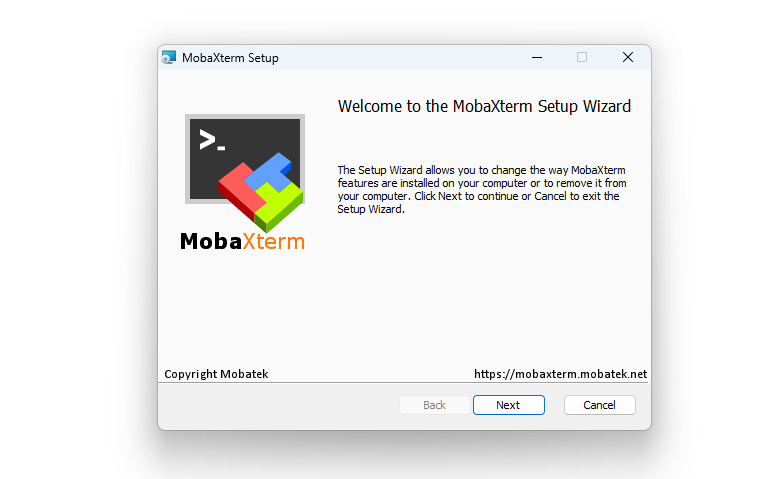 MobaXterm Setup
Welcome to the MobaXterm Setup Wizard
>_
MobaXterm
The Setup Wizard allows you to change the way MobaXterm
features are installed on your computer or to remove it from
your computer. Click Next to continue or Cancel to exit the
Setup Wizard.
Copyright Mobatek
https://mobaxterm.mobatek.net
Back
Next
Cancel